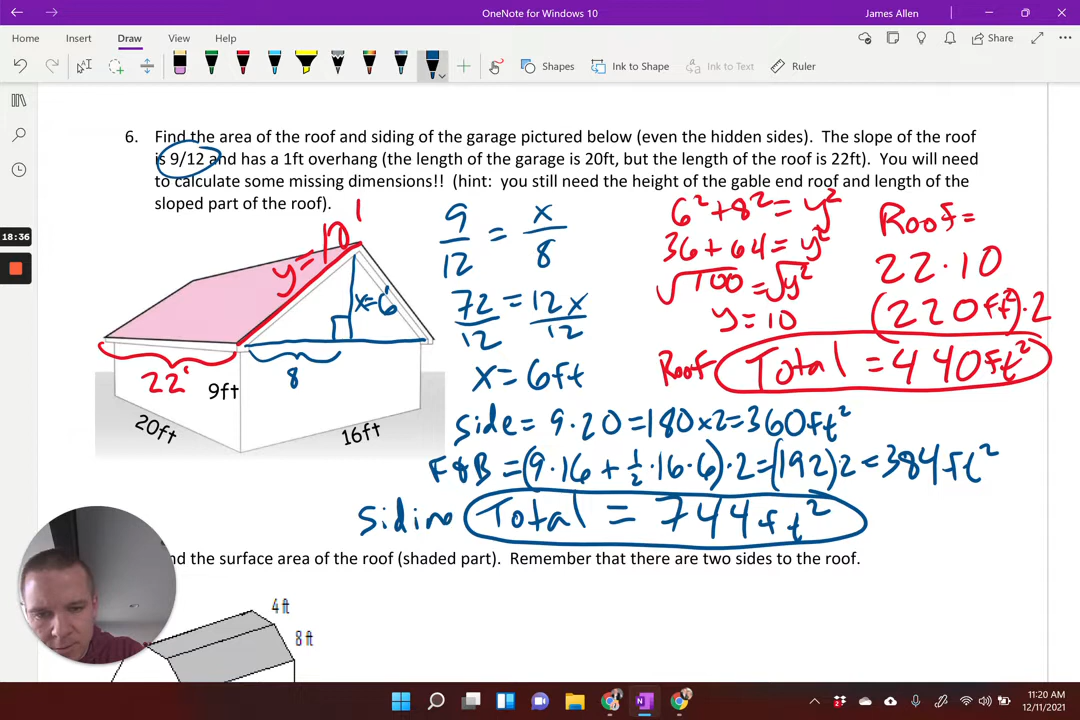 OneNote for Windows 10
James Allen
Home Insert Draw View Help
Share
Shapes Ink to Shape Ink to Text Ruler
18:36
6. Find the area of the roof and siding of the garage pictured below (even the hidden sides). The slope of the roof
is 9/12 and has a 1ft overhang (the length of the garage is 20ft, but the length of the roof is 22ft). You will need
to calculate some missing dimensions!! (hint: you still need the height of the gable end roof and length of the
sloped part of the roof).
y=10'
x=6'
22'
8
9ft
20ft
16ft
9/12 = x/8
72/12 = 12x/12
x=6ft
6²+8²=y²
36+64=y²
√100=√y²
y=10
Roof=
22·10
(220ft)·2
Roof Total=440ft²
Side=9·20=180×2=360ft²
F&B=(9·16+½·16·6)·2=(192)2=384ft²
Siding Total=744ft²
nd the surface area of the roof (shaded part). Remember that there are two sides to the roof.
4 ft
8 ft
11:20 AM
12/11/2021